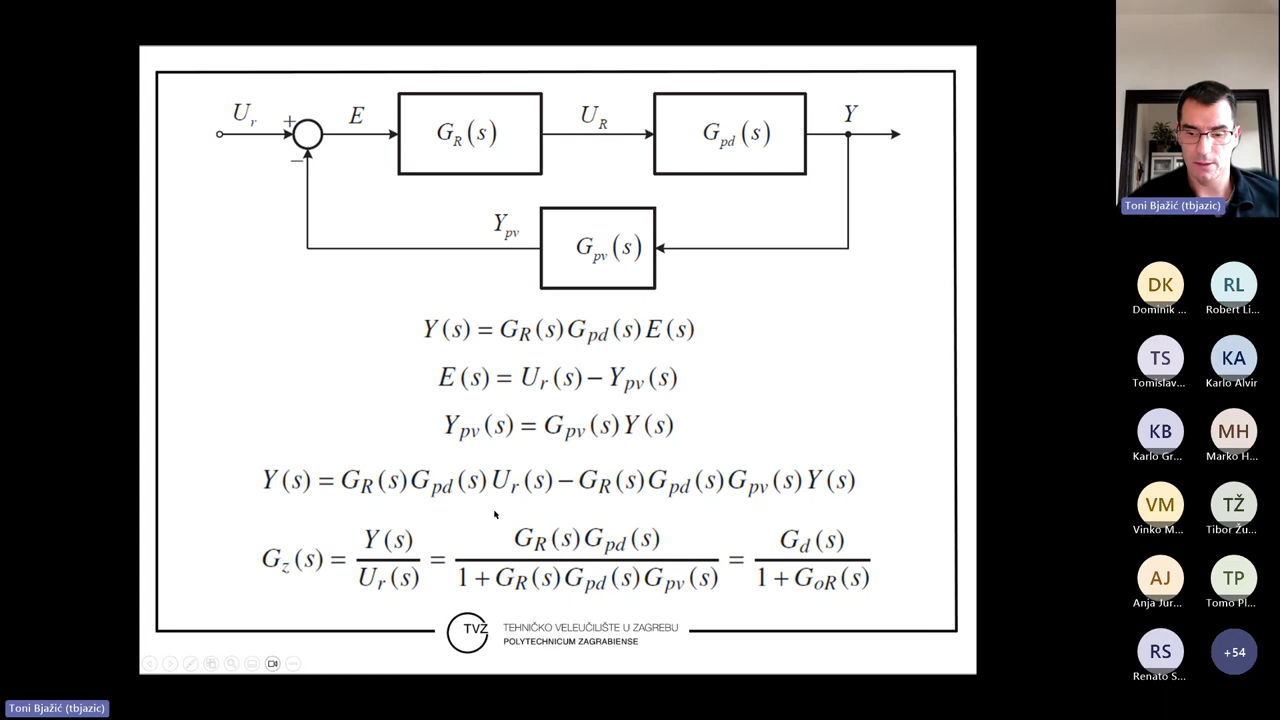 U_r
+
E
G_R(s)
U_R
G_pd(s)
Y
−
Y_pv
G_pv(s)
Y(s) = G_R(s)G_pd(s)E(s)
E(s) = U_r(s) − Y_pv(s)
Y_pv(s) = G_pv(s)Y(s)
Y(s) = G_R(s)G_pd(s)U_r(s) − G_R(s)G_pd(s)G_pv(s)Y(s)
G_z(s) = Y(s)/U_r(s) = G_R(s)G_pd(s)/(1+G_R(s)G_pd(s)G_pv(s)) = G_d(s)/(1+G_oR(s))
TVZ
TEHNIČKO VELEUČILIŠTE U ZAGREBU
POLYTECHNICUM ZAGRABIENSE
Toni Bjažić (tbjazic)
DK
RL
Dominik ...
Robert Li...
TS
KA
Tomislav...
Karlo Alvir
KB
MH
Karlo Gr...
Marko H...
VM
TŽ
Vinko M...
Tibor Žu...
AJ
TP
Anja Jur...
Tomo Pl...
RS
+54
Renato S...
Toni Bjažić (tbjazic)